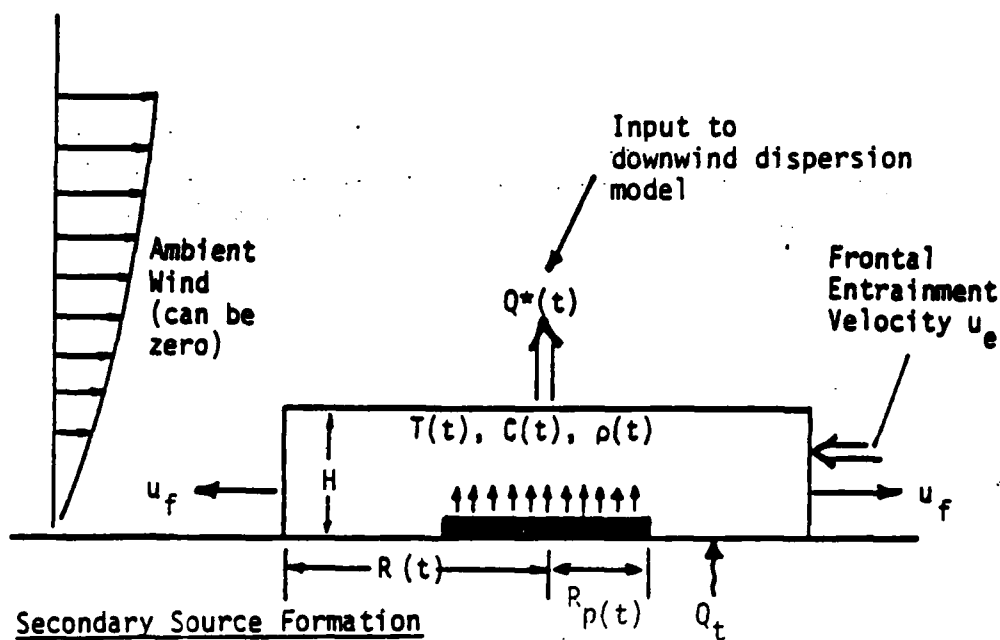 Input to
downwind dispersion
model
Ambient
Wind
(can be
zero)
Frontal
Entrainment
Velocity u_e
Q*(t)
T(t), C(t), ρ(t)
H
u_f
u_f
R(t)
R_p(t)
Q_t
Secondary Source Formation